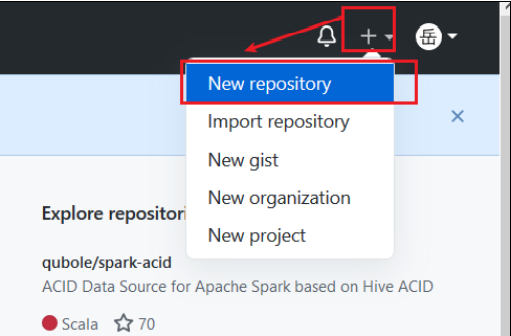 岳
New repository
Import repository
New gist
New organization
New project
Explore repositori
qubole/spark-acid
ACID Data Source for Apache Spark based on Hive ACID
Scala 70